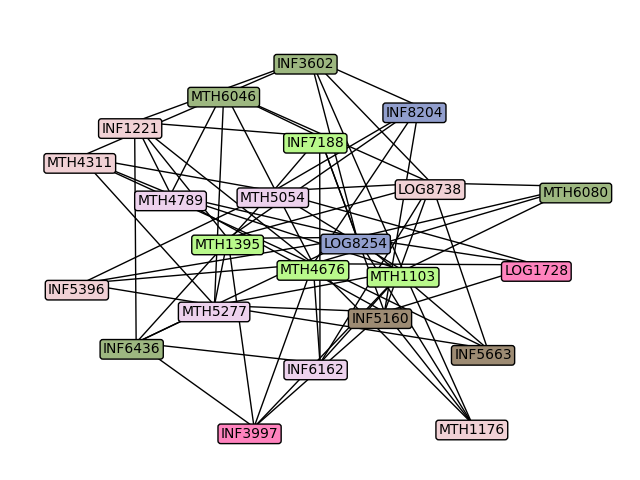 INF3602
MTH6046
INF8204
INF1221
INF7188
MTH4311
LOG8738
MTH6080
MTH4789
MTH5054
MTH1395
LOG8254
MTH4676
LOG1728
MTH1103
INF5396
MTH5277
INF5160
INF6436
INF5663
INF6162
INF3997
MTH1176